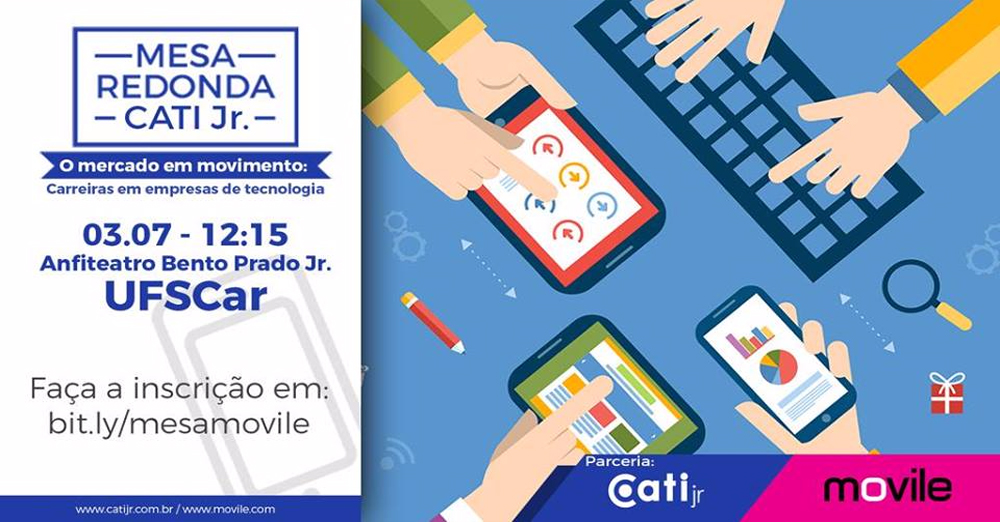 MESA
REDONDA
CATI Jr.
O mercado em movimento:
Carreiras em empresas de tecnologia
03.07 - 12:15
Anfiteatro Bento Prado Jr.
UFSCar
Faça a inscrição em:
bit.ly/mesamovile
www.catijr.com.br / www.movile.com
Parceria:
Cati jr
movile